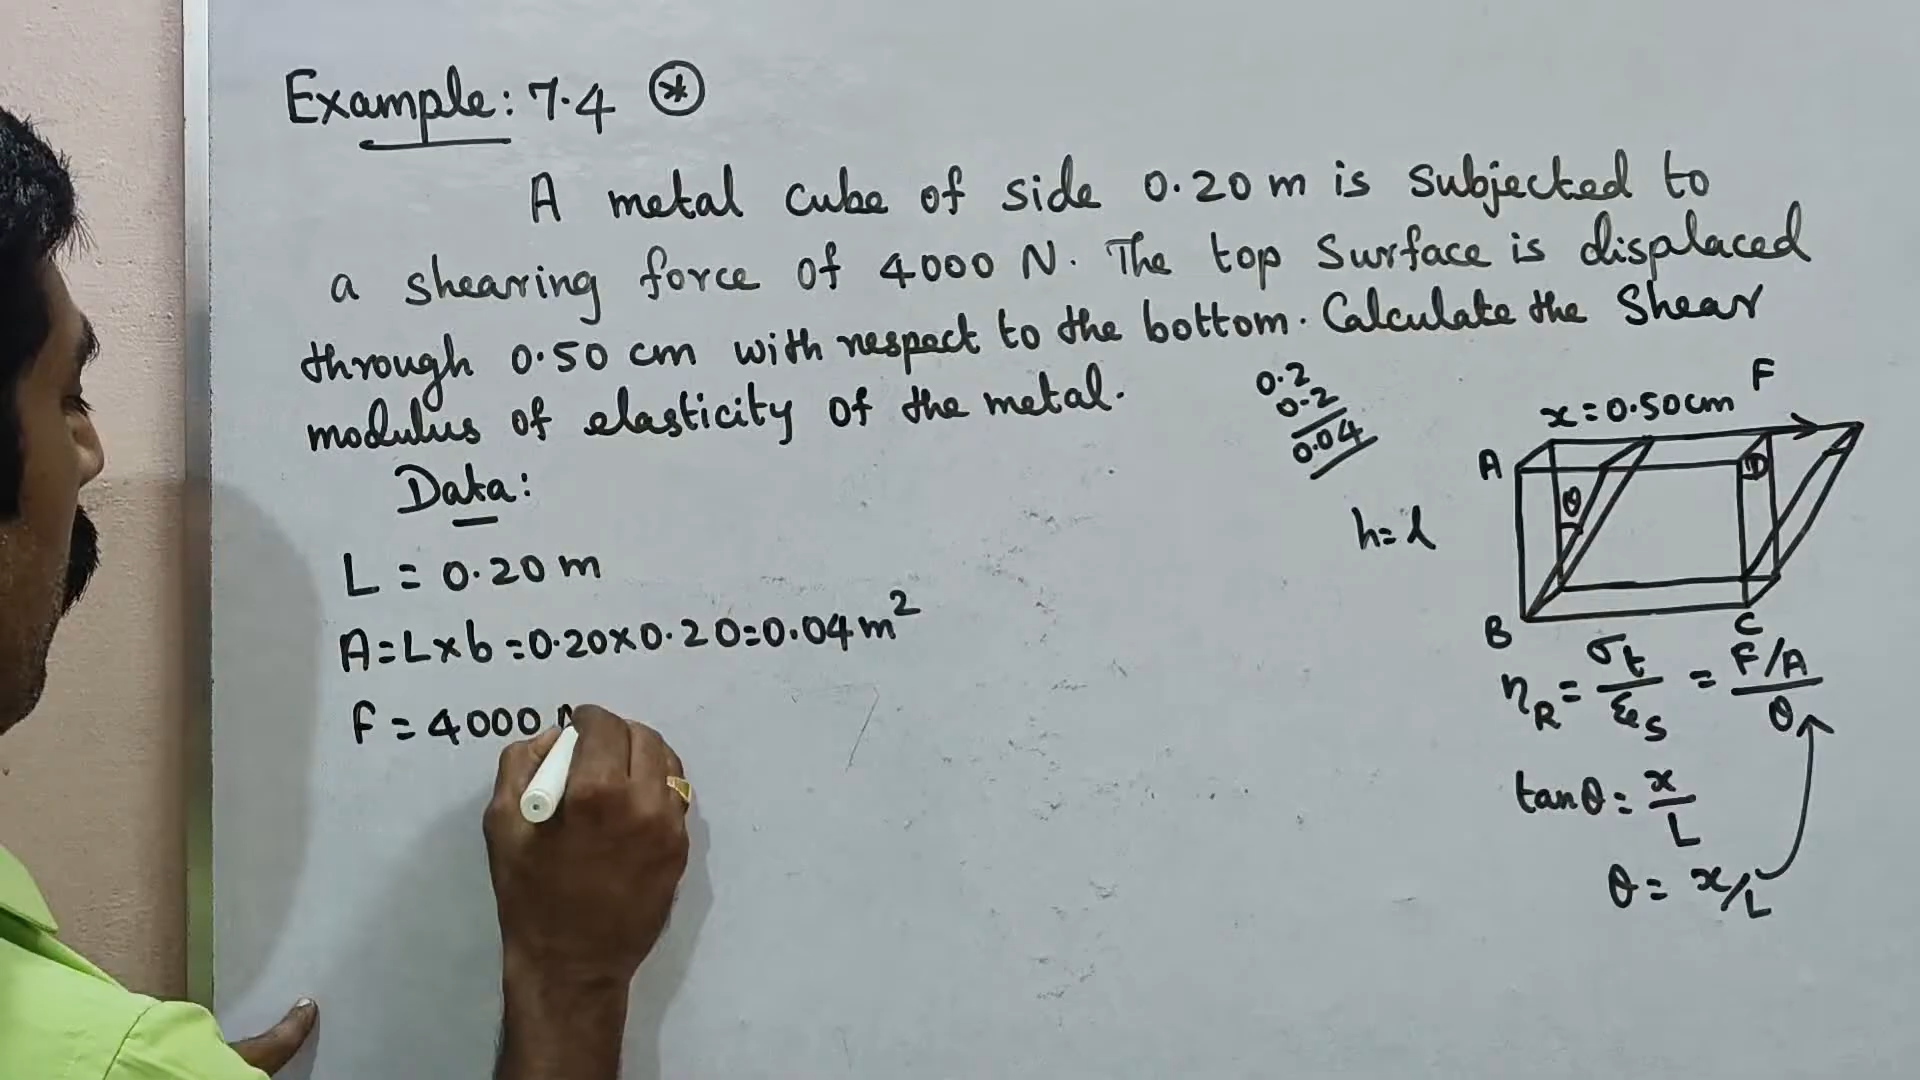 Example: 7.4 *
A metal cube of side 0.20 m is subjected to
a shearing force of 4000 N. The top surface is displaced
through 0.50 cm with respect to the bottom. Calculate the Shear
modulus of elasticity of the metal.
Data:
L = 0.20 m
A = L x b = 0.20 x 0.20 = 0.04 m²
F = 4000 N
0.2
0.2
0.04
x = 0.50 cm F
A D
θ
h = l
B C
η_R = σ_t / ε_s = F/A / θ
tan θ = x / L
θ = x/L